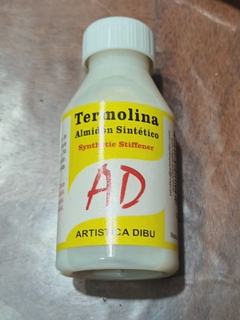 Termolina
Almidón Sintético
Synthetic Stiffener
AD
ARTISTICA DIBU